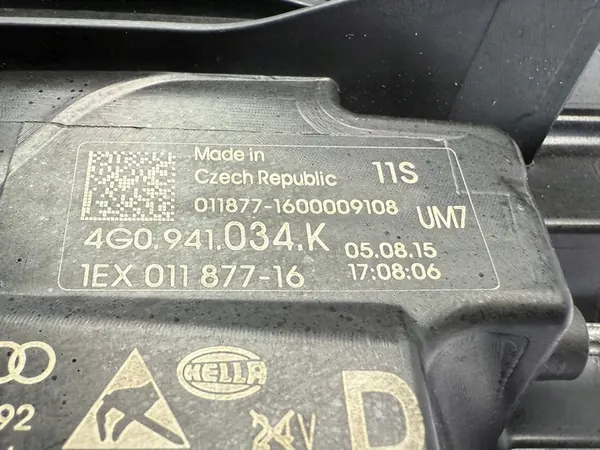 Made in
Czech Republic 11S
011877-1600009108 UM7
4G0.941.034.K 05.08.15
1EX 011 877-16 17:08:06
HELLA
92
D